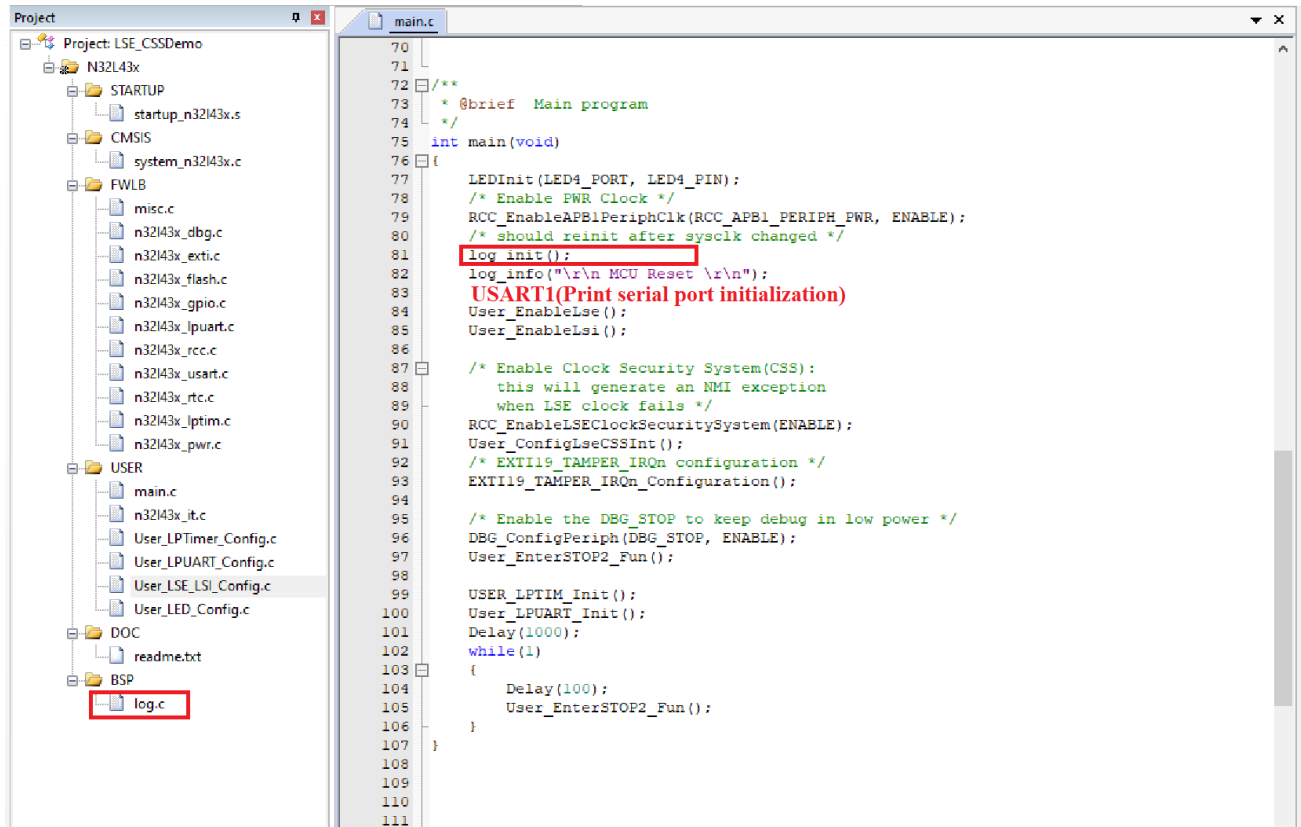 Project
Project: LSE_CSSDemo
N32L43x
STARTUP
startup_n32l43x.s
CMSIS
system_n32l43x.c
FWLB
misc.c
n32l43x_dbg.c
n32l43x_exti.c
n32l43x_flash.c
n32l43x_gpio.c
n32l43x_lpuart.c
n32l43x_rcc.c
n32l43x_usart.c
n32l43x_rtc.c
n32l43x_lptim.c
n32l43x_pwr.c
USER
main.c
n32l43x_it.c
User_LPTimer_Config.c
User_LPUART_Config.c
User_LSE_LSI_Config.c
User_LED_Config.c
DOC
readme.txt
BSP
log.c
main.c
70
71
72 /**
73 * @brief  Main program
74 */
75 int main(void)
76 {
77 LEDInit(LED4_PORT, LED4_PIN);
78 /* Enable PWR Clock */
79 RCC_EnableAPB1PeriphClk(RCC_APB1_PERIPH_PWR, ENABLE);
80 /* should reinit after sysclk changed */
81 log_init();
82 log_info("\r\n MCU Reset \r\n");
83 USART1(Print serial port initialization)
84 User_EnableLse();
85 User_EnableLsi();
86
87 /* Enable Clock Security System(CSS):
88 this will generate an NMI exception
89 when LSE clock fails */
90 RCC_EnableLSEClockSecuritySystem(ENABLE);
91 User_ConfigLseCSSInt();
92 /* EXTI19_TAMPER_IRQn configuration */
93 EXTI19_TAMPER_IRQn_Configuration();
94
95 /* Enable the DBG_STOP to keep debug in low power */
96 DBG_ConfigPeriph(DBG_STOP, ENABLE);
97 User_EnterSTOP2_Fun();
98
99 USER_LPTIM_Init();
100 User_LPUART_Init();
101 Delay(1000);
102 while(1)
103 {
104 Delay(100);
105 User_EnterSTOP2_Fun();
106 }
107 }
108
109
110
111